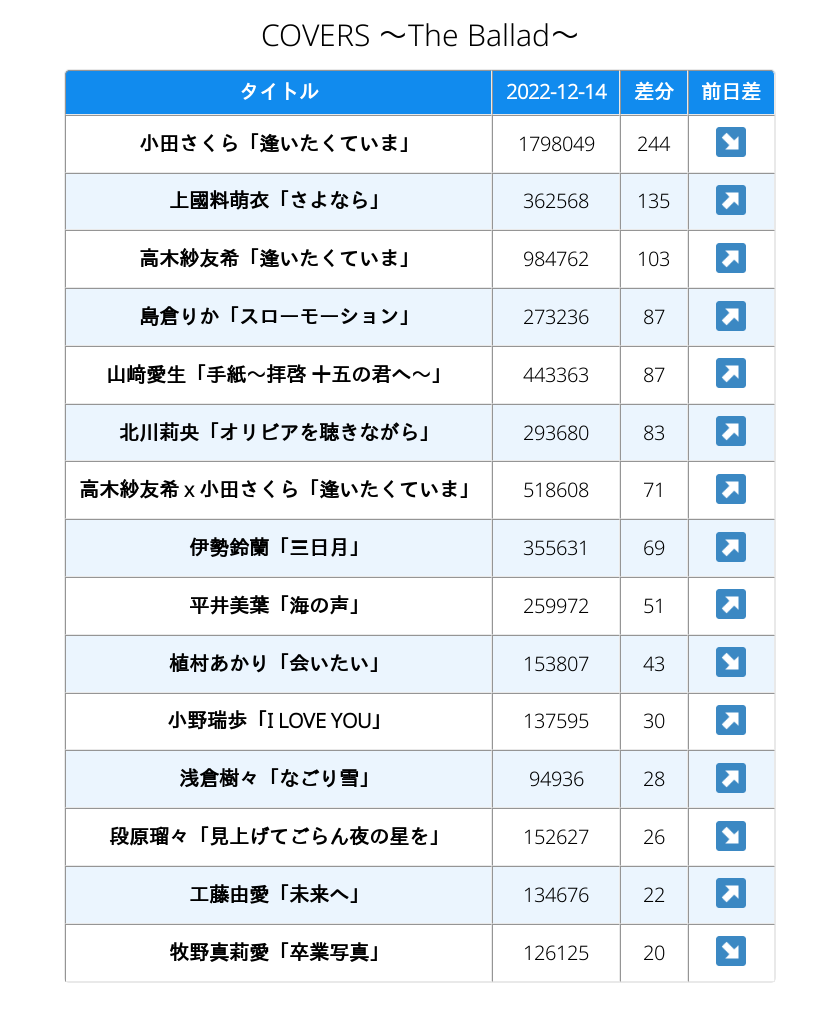 COVERS ～The Ballad～
タイトル 2022-12-14 差分 前日差
小田さくら「逢いたくていま」 1798049 244 ↘
上國料萌衣「さよなら」 362568 135 ↗
高木紗友希「逢いたくていま」 984762 103 ↗
島倉りか「スローモーション」 273236 87 ↗
山﨑愛生「手紙～拝啓 十五の君へ～」 443363 87 ↗
北川莉央「オリビアを聴きながら」 293680 83 ↗
高木紗友希 x 小田さくら「逢いたくていま」 518608 71 ↗
伊勢鈴蘭「三日月」 355631 69 ↗
平井美葉「海の声」 259972 51 ↗
植村あかり「会いたい」 153807 43 ↘
小野瑞歩「I LOVE YOU」 137595 30 ↗
浅倉樹々「なごり雪」 94936 28 ↗
段原瑠々「見上げてごらん夜の星を」 152627 26 ↘
工藤由愛「未来へ」 134676 22 ↗
牧野真莉愛「卒業写真」 126125 20 ↘